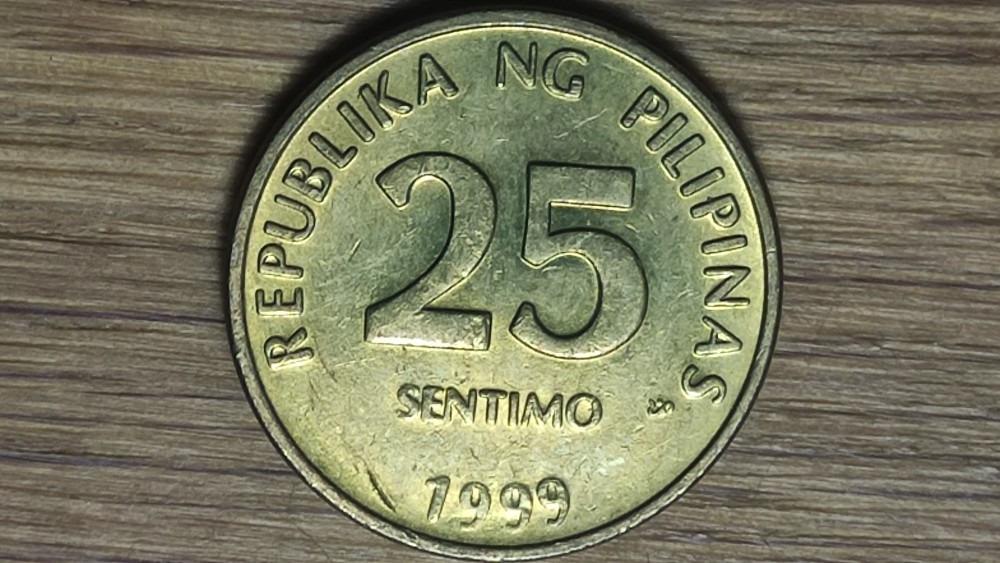 REPUBLIKA NG PILIPINAS
25
SENTIMO
1999